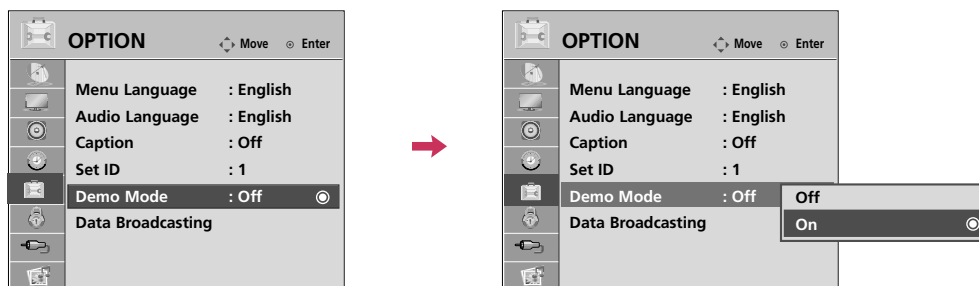 OPTION Move Enter
Menu Language : English
Audio Language : English
Caption : Off
Set ID : 1
Demo Mode : Off
Data Broadcasting
OPTION Move Enter
Menu Language : English
Audio Language : English
Caption : Off
Set ID : 1
Demo Mode : Off
Data Broadcasting
Off
On